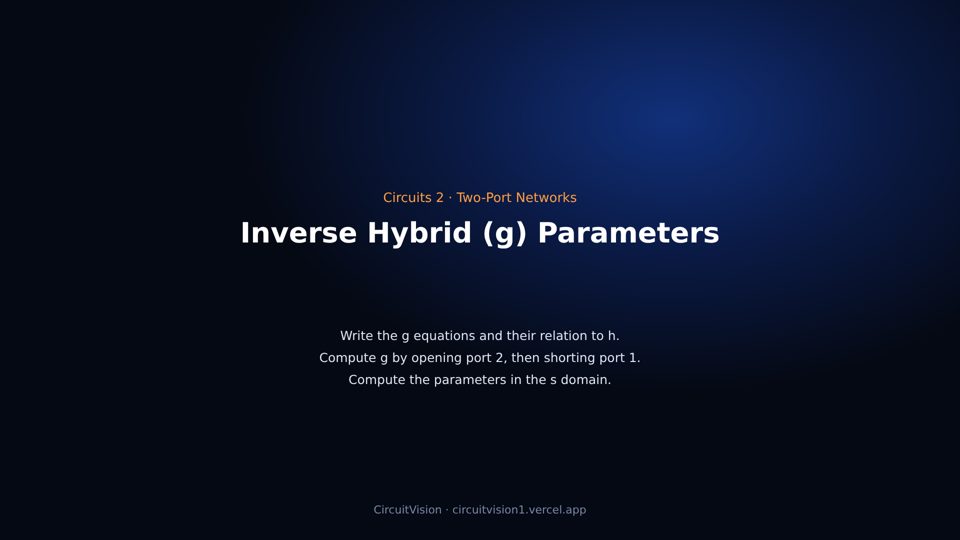 Circuits 2 · Two-Port Networks
Inverse Hybrid (g) Parameters
Write the g equations and their relation to h.
Compute g by opening port 2, then shorting port 1.
Compute the parameters in the s domain.
CircuitVision · circuitvision1.vercel.app